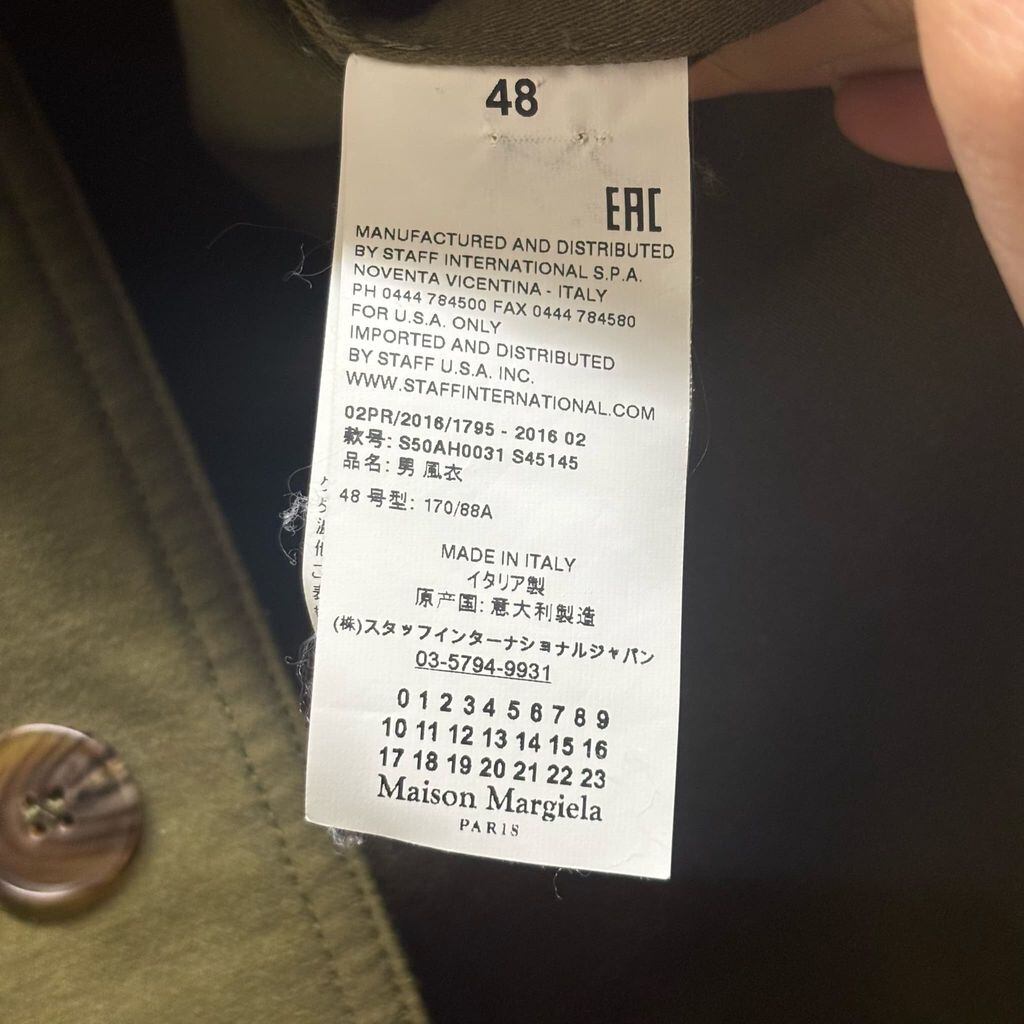 48
EAC
MANUFACTURED AND DISTRIBUTED
BY STAFF INTERNATIONAL S.P.A.
NOVENTA VICENTINA - ITALY
PH 0444 784500 FAX 0444 784580
FOR U.S.A. ONLY
IMPORTED AND DISTRIBUTED
BY STAFF U.S.A. INC.
WWW.STAFFINTERNATIONAL.COM
02PR/2016/1795 - 2016 02
款号: S50AH0031 S45145
品名: 男 風衣
48 号型: 170/88A
MADE IN ITALY
イタリア製
原产国: 意大利製造
(株)スタッフインターナショナルジャパン
03-5794-9931
0 1 2 3 4 5 6 7 8 9
10 11 12 13 14 15 16
17 18 19 20 21 22 23
Maison Margiela
PARIS